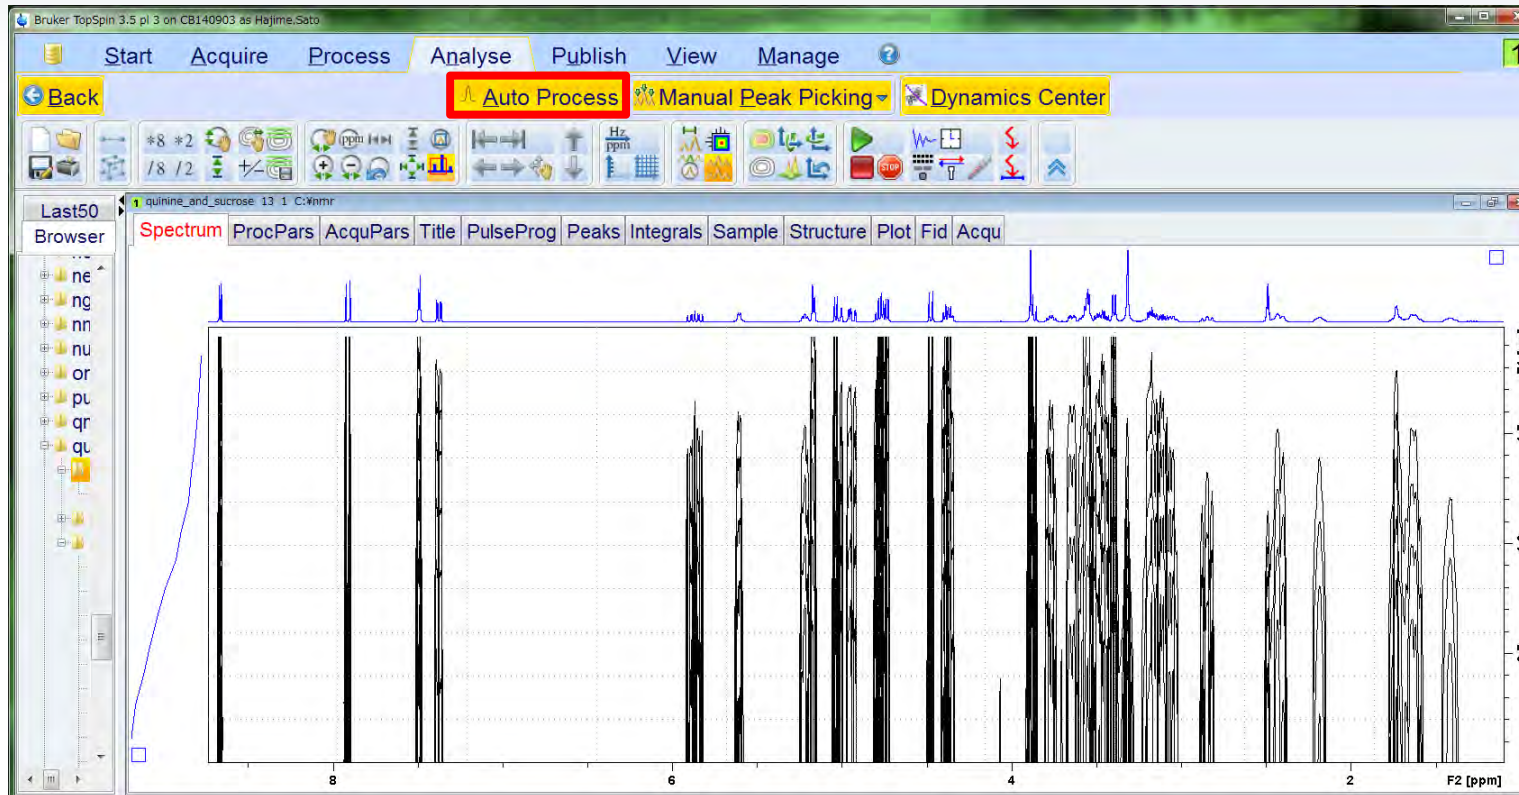 Bruker TopSpin 3.5 pl 3 on CB140903 as Hajime.Sato
Start Acquire Process Analyse Publish View Manage
1
Back Auto Process Manual Peak Picking Dynamics Center
*8 *2 ppm Hz ppm
/8 /2 STOP
Last50
Browser
1 quinine_and_sucrose 13 1 C:¥nmr
Spectrum ProcPars AcquPars Title PulseProg Peaks Integrals Sample Structure Plot Fid Acqu
ne
ng
nn
nu
or
pu
qr
qu
8 6 4 2 F2 [ppm]